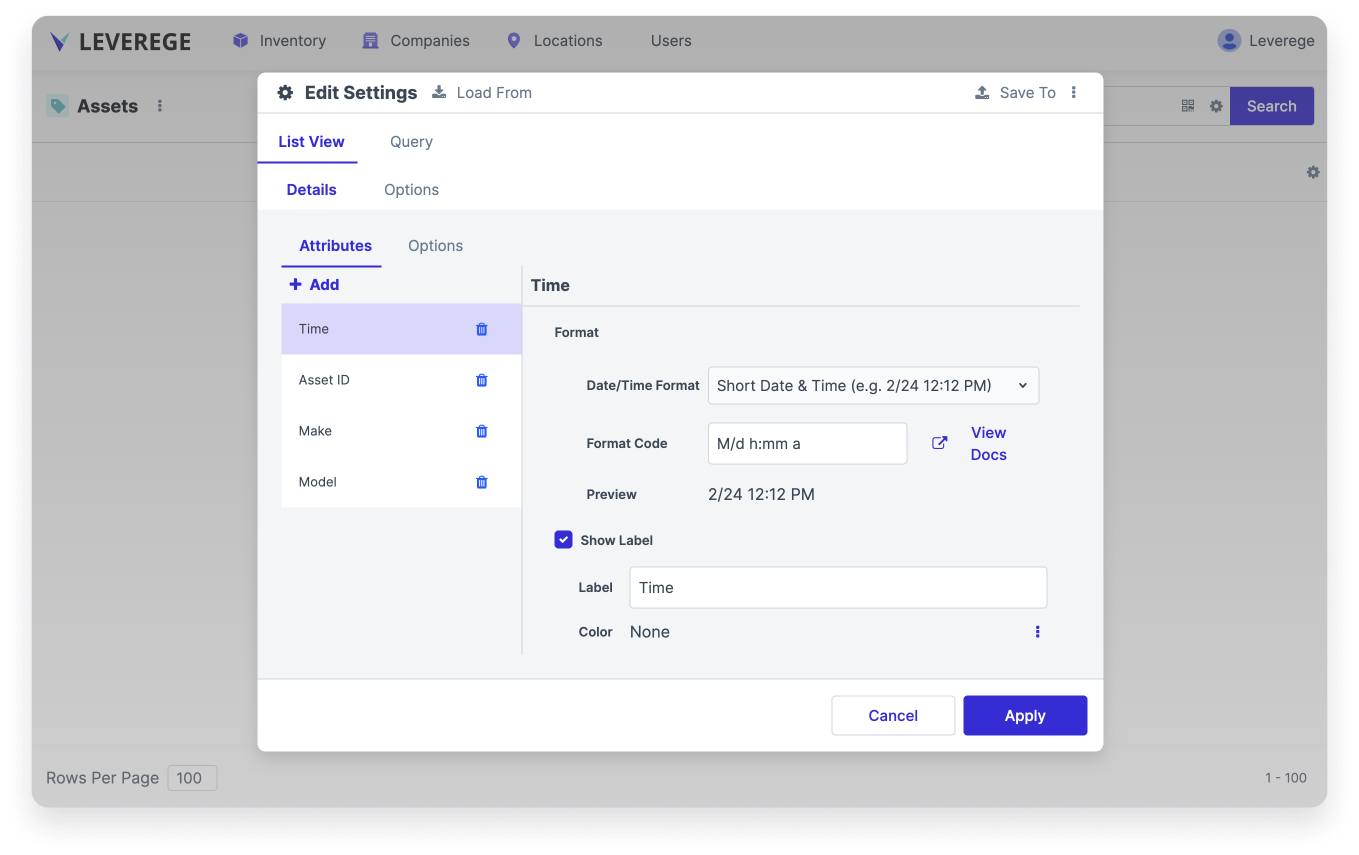 LEVEREGE
Inventory
Companies
Locations
Users
Leverege
Assets
Search
Edit Settings
Load From
Save To
List View
Query
Details
Options
Attributes
Options
Add
Time
Asset ID
Make
Model
Time
Format
Date/Time Format
Short Date & Time (e.g. 2/24 12:12 PM)
Format Code
M/d h:mm a
View
Docs
Preview
2/24 12:12 PM
Show Label
Label
Time
Color
None
Cancel
Apply
Rows Per Page
100
1 - 100